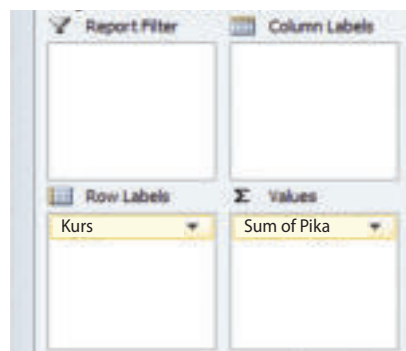 Report Filter
Column Labels
Row Labels
Σ Values
Kurs
Sum of Pika